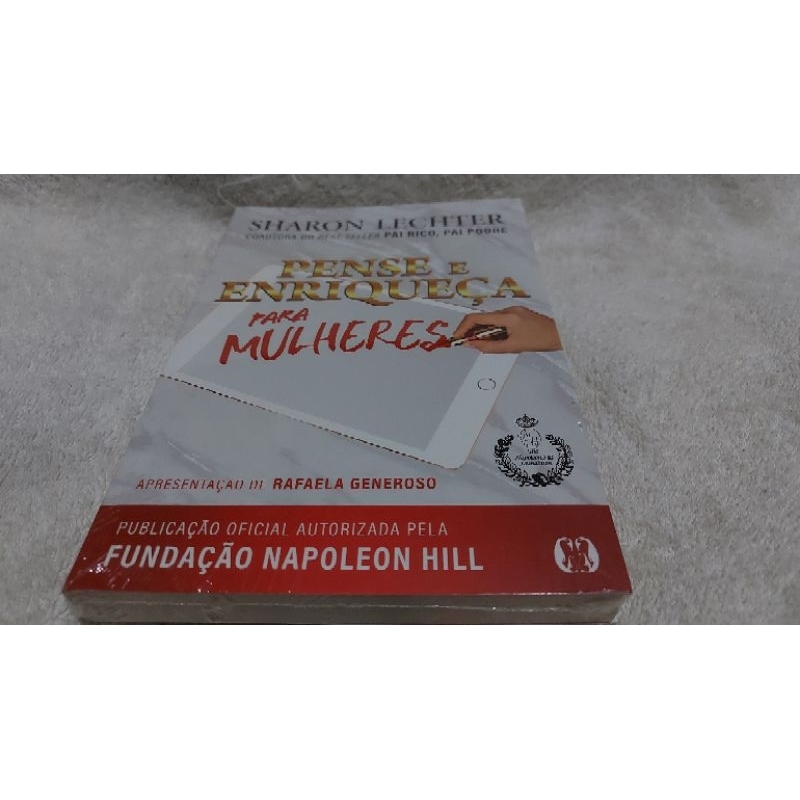 SHARON LECHTER
COAUTORA DO BEST-SELLER PAI RICO, PAI POBRE
PENSE E
ENRIQUEÇA
PARA
MULHERES
APRESENTAÇÃO DE RAFAELA GENEROSO
PUBLICAÇÃO OFICIAL AUTORIZADA PELA
FUNDAÇÃO NAPOLEON HILL